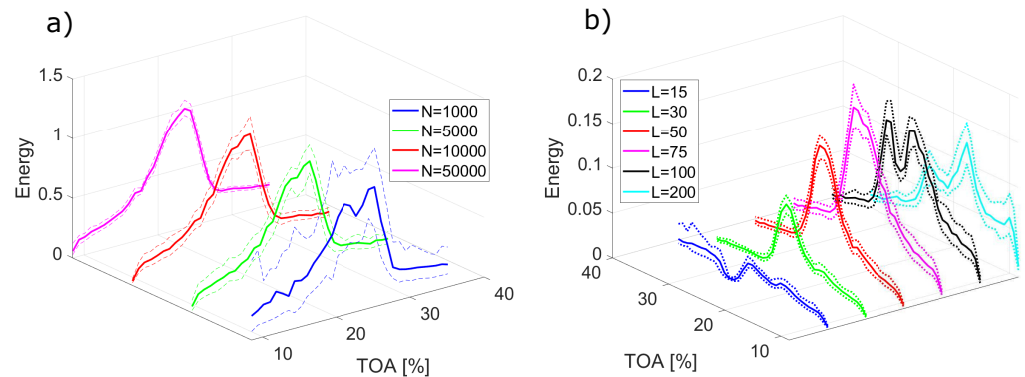 a)
1.5
1
0.5
0
Energy
N=1000
N=5000
N=10000
N=50000
10
20
30
40
TOA [%]
b)
0.2
0.15
0.1
0.05
0
Energy
L=15
L=30
L=50
L=75
L=100
L=200
40
30
20
10
TOA [%]